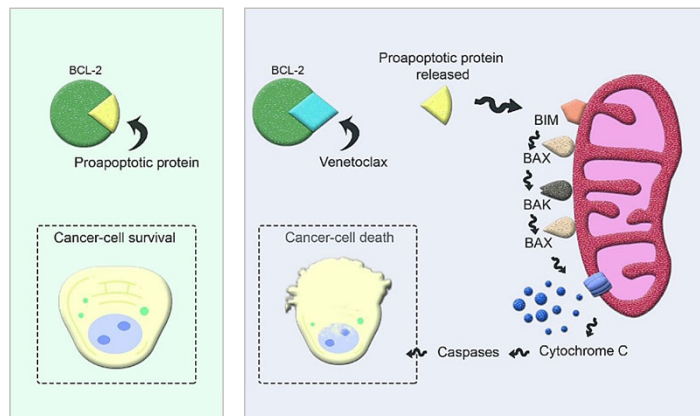 BCL-2
Proapoptotic protein
Cancer-cell survival
BCL-2
Venetoclax
Proapoptotic protein
released
BIM
BAX
BAK
BAX
Cytochrome C
Caspases
Cancer-cell death